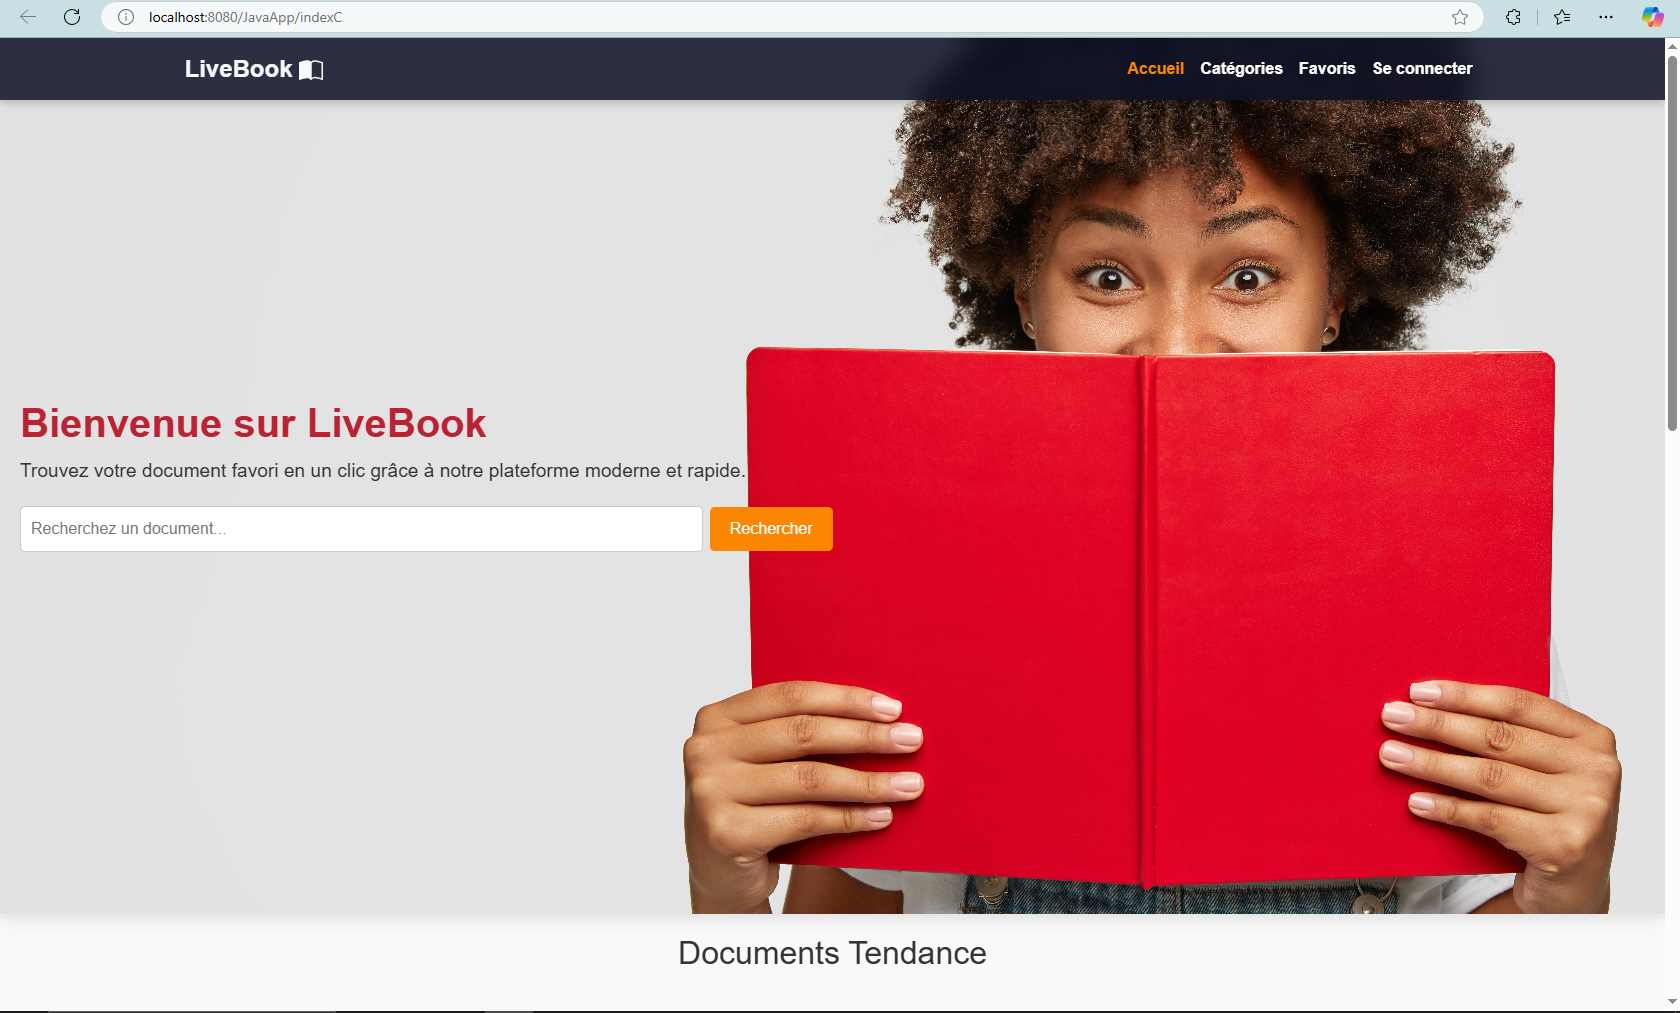 localhost:8080/JavaApp/indexC
LiveBook
Accueil Catégories Favoris Se connecter
Bienvenue sur LiveBook
Trouvez votre document favori en un clic grâce à notre plateforme moderne et rapide.
Recherchez un document...
Rechercher
Documents Tendance